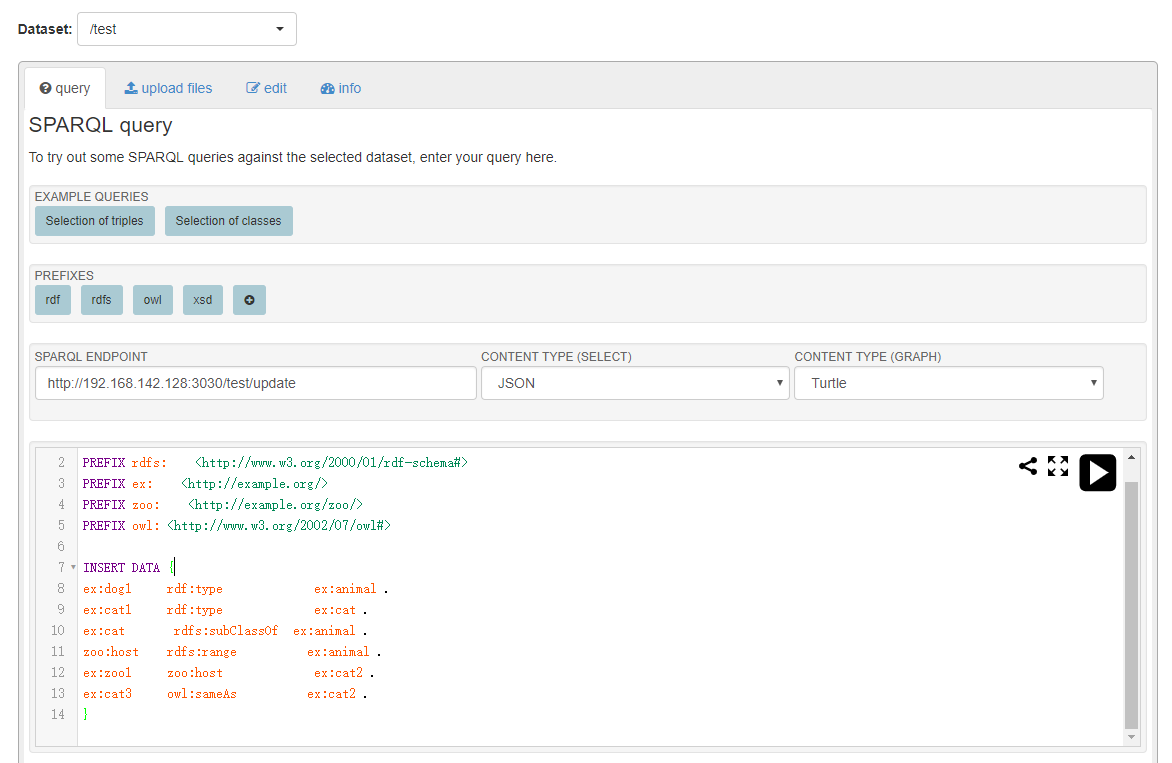 Dataset: /test
query upload files edit info
SPARQL query
To try out some SPARQL queries against the selected dataset, enter your query here.
EXAMPLE QUERIES
Selection of triples Selection of classes
PREFIXES
rdf rdfs owl xsd
SPARQL ENDPOINT CONTENT TYPE (SELECT) CONTENT TYPE (GRAPH)
http://192.168.142.128:3030/test/update JSON Turtle
2 PREFIX rdfs: <http://www.w3.org/2000/01/rdf-schema#>
3 PREFIX ex: <http://example.org/>
4 PREFIX zoo: <http://example.org/zoo/>
5 PREFIX owl: <http://www.w3.org/2002/07/owl#>
6
7 INSERT DATA {
8 ex:dog1 rdf:type ex:animal .
9 ex:cat1 rdf:type ex:cat .
10 ex:cat rdfs:subClassOf ex:animal .
11 zoo:host rdfs:range ex:animal .
12 ex:zoo1 zoo:host ex:cat2 .
13 ex:cat3 owl:sameAs ex:cat2 .
14 }